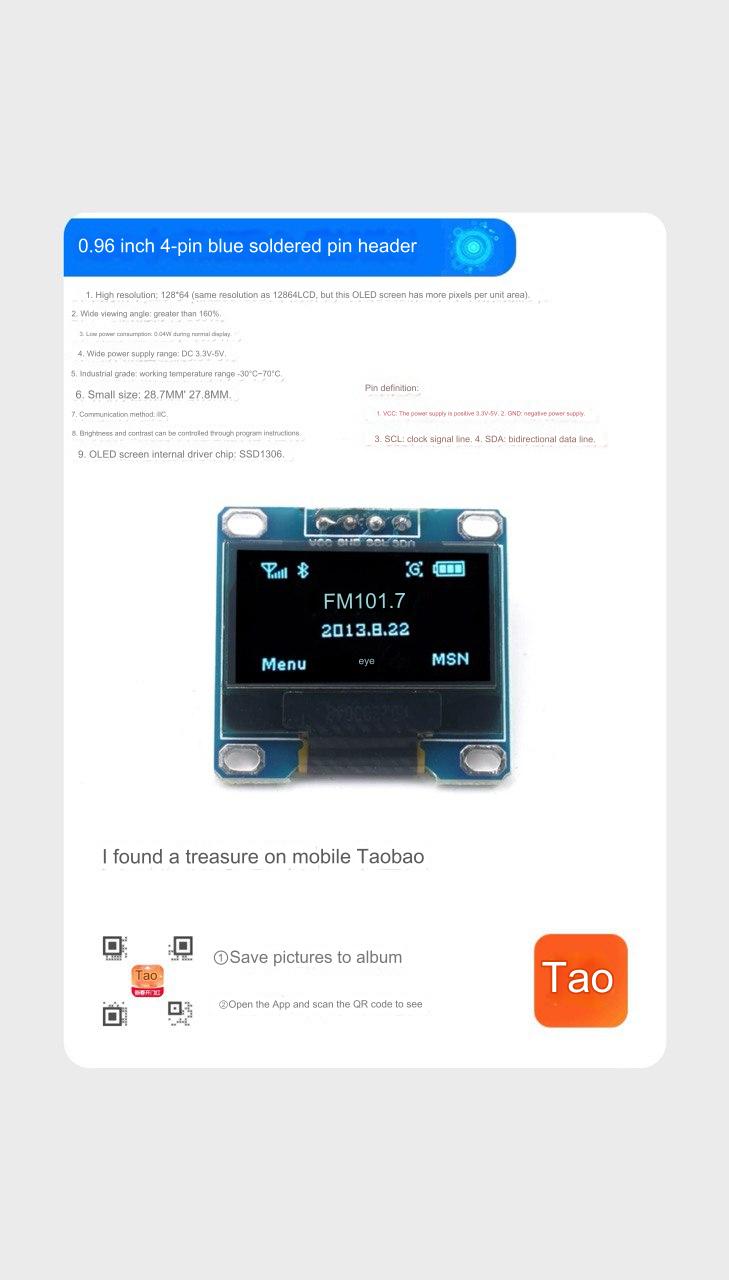 0.96 inch 4-pin blue soldered pin header
1. High resolution; 128*64 (same resolution as 12864LCD, but this OLED screen has more pixels per unit area).
2. Wide viewing angle: greater than 160%.
3. Low power consumption: 0.04W during normal display.
4. Wide power supply range: DC 3.3V-5V.
5. Industrial grade: working temperature range -30°C~70°C.
6. Small size: 28.7MM' 27.8MM.
7. Communication method: IIC.
8. Brightness and contrast can be controlled through program instructions.
9. OLED screen internal driver chip: SSD1306.
Pin definition:
1. VCC: The power supply is positive 3.3V-5V. 2. GND: negative power supply.
3. SCL: clock signal line. 4. SDA: bidirectional data line.
VCC GND SCL SDA
G
FM101.7
2013.8.22
Menu eye MSN
I found a treasure on mobile Taobao
Tao
①Save pictures to album
②Open the App and scan the QR code to see
Tao